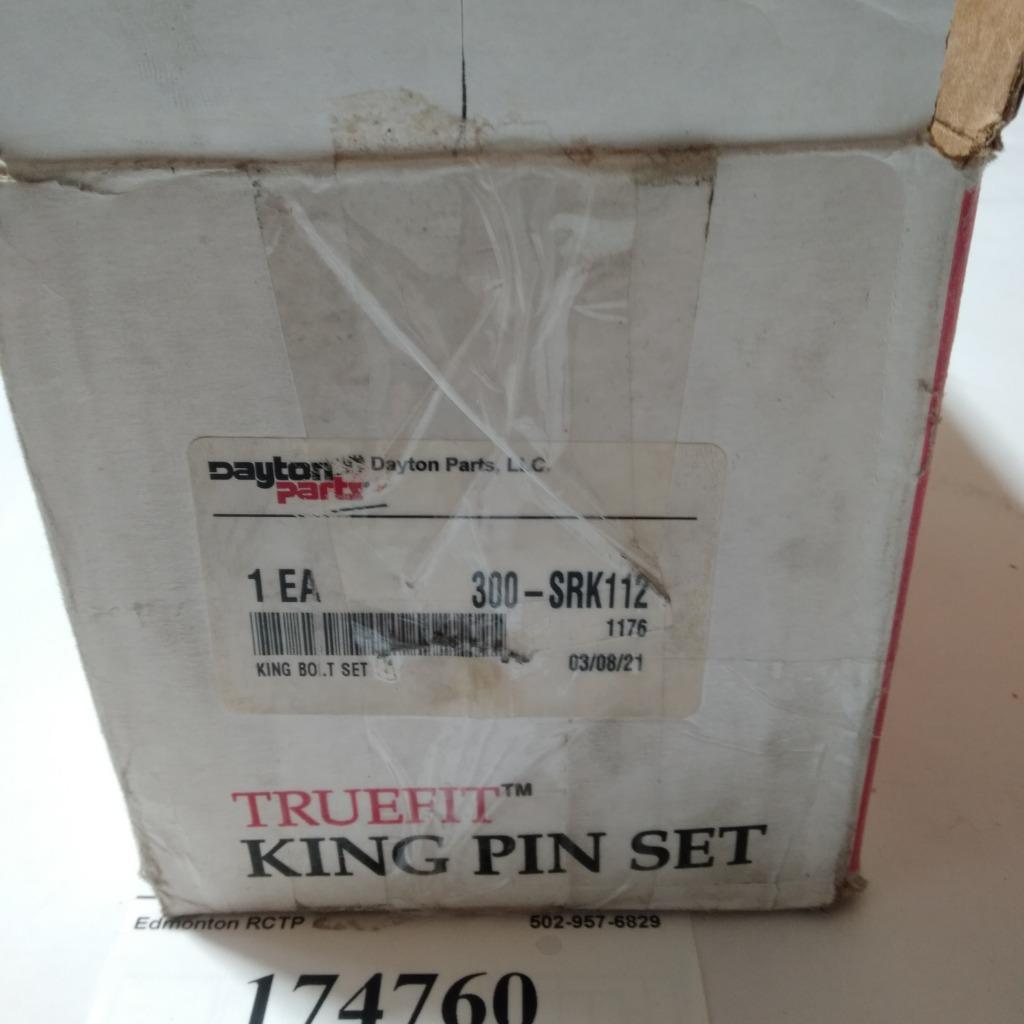 Dayton parts Dayton Parts, LLC.
1 EA 300-SRK112
1176
KING BOLT SET 03/08/21
TRUEFIT™
KING PIN SET
Edmonton RCTP 502-957-6829
174760